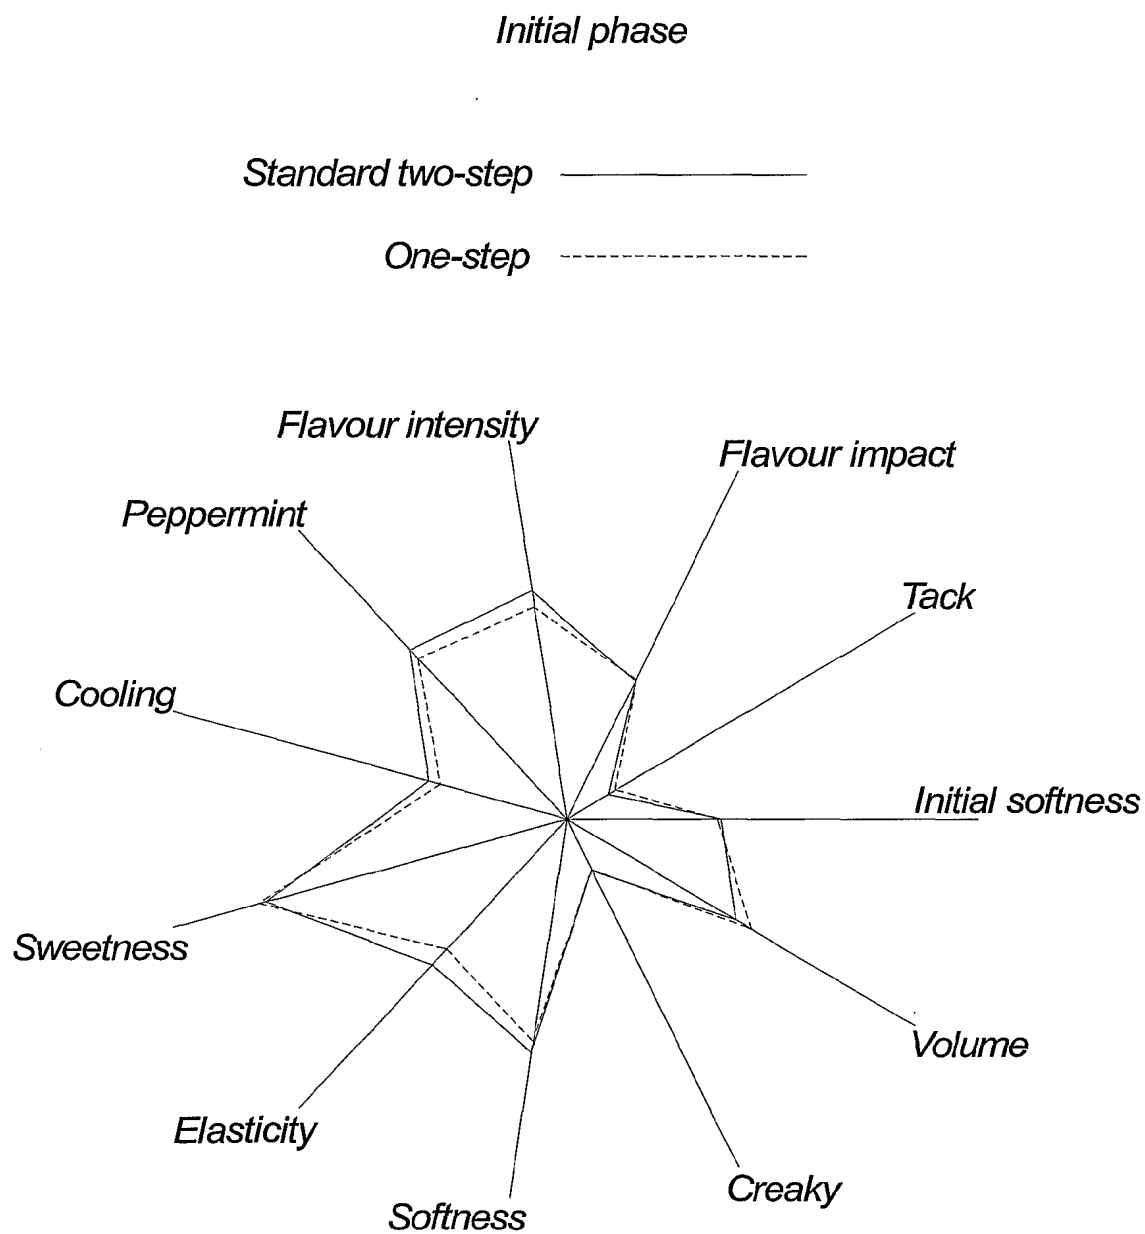 Initial phase
Standard two-step
One-step
Flavour intensity
Flavour impact
Peppermint
Tack
Cooling
Initial softness
Sweetness
Volume
Elasticity
Creaky
Softness